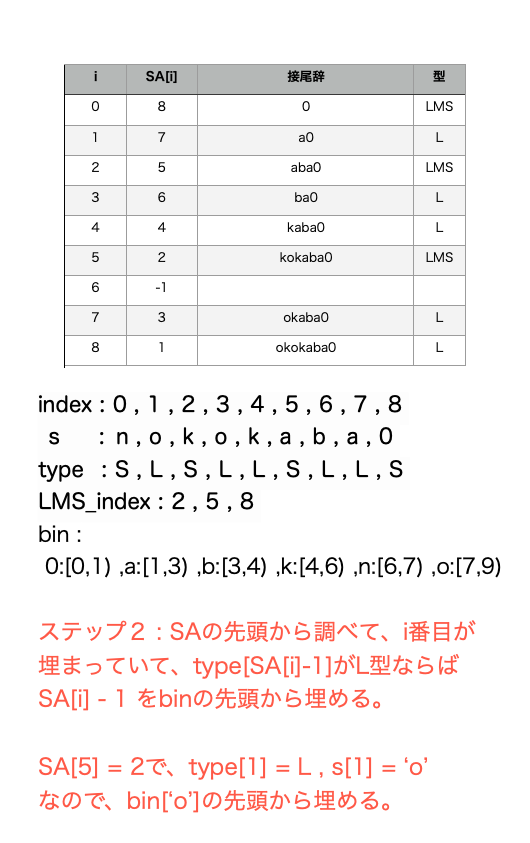 i SA[i] 接尾辞 型
0 8 0 LMS
1 7 a0 L
2 5 aba0 LMS
3 6 ba0 L
4 4 kaba0 L
5 2 kokaba0 LMS
6 -1
7 3 okaba0 L
8 1 okokaba0 L
index : 0 , 1 , 2 , 3 , 4 , 5 , 6 , 7 , 8
s : n , o , k , o , k , a , b , a , 0
type : S , L , S , L , L , S , L , L , S
LMS_index : 2 , 5 , 8
bin :
0:[0,1) ,a:[1,3) ,b:[3,4) ,k:[4,6) ,n:[6,7) ,o:[7,9)
ステップ２ : SAの先頭から調べて、i番目が
埋まっていて、type[SA[i]-1]がL型ならば
SA[i] - 1 をbinの先頭から埋める。
SA[5] = 2で、type[1] = L , s[1] = ‘o’
なので、bin[‘o’]の先頭から埋める。